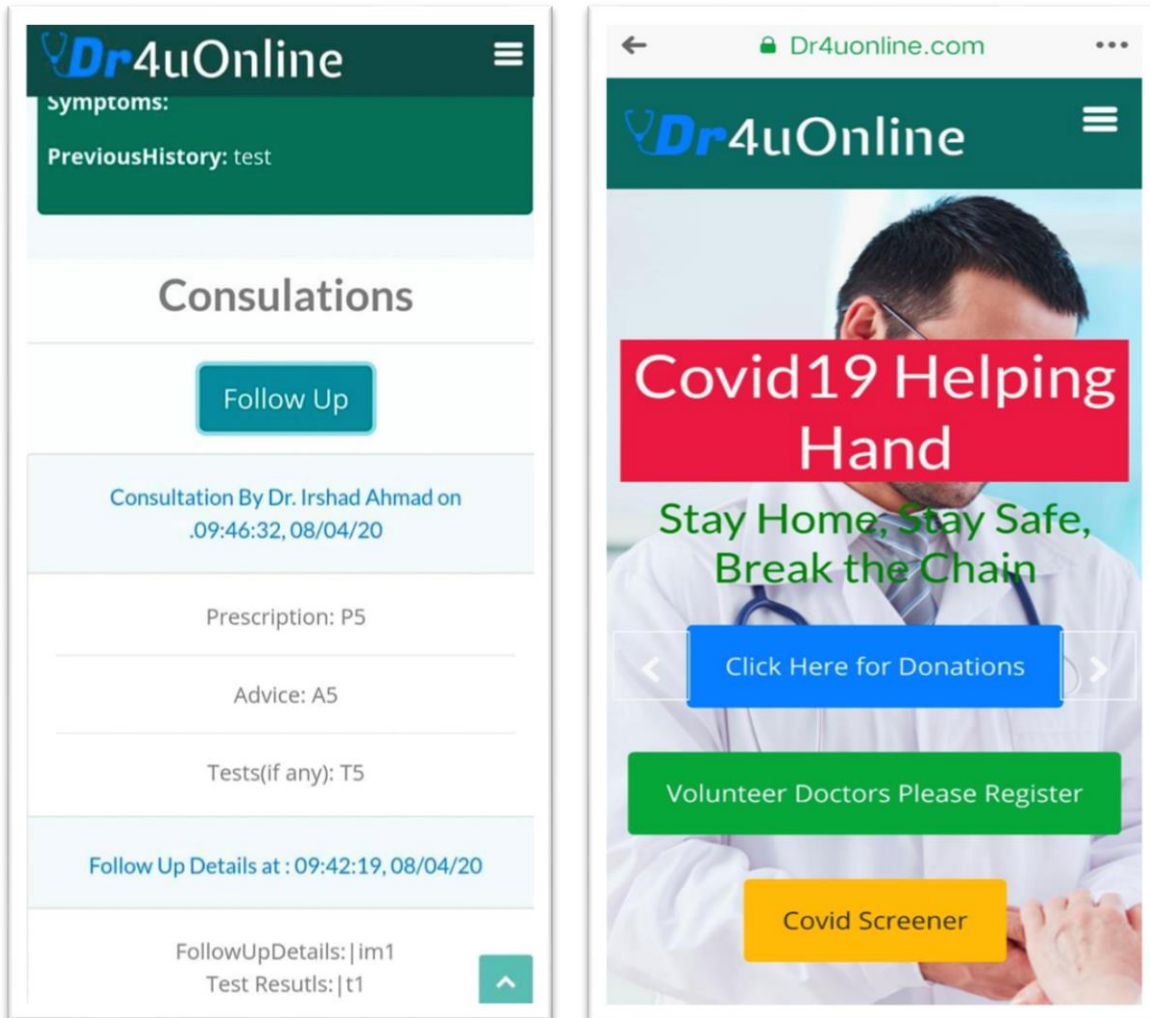 Dr4uOnline
Symptoms:
PreviousHistory: test
Consulations
Follow Up
Consultation By Dr. Irshad Ahmad on
.09:46:32, 08/04/20
Prescription: P5
Advice: A5
Tests(if any): T5
Follow Up Details at : 09:42:19, 08/04/20
FollowUpDetails:|im1
Test Resutls:|t1
Dr4uonline.com
Dr4uOnline
Covid19 Helping
Hand
Stay Home, Stay Safe,
Break the Chain
Click Here for Donations
Volunteer Doctors Please Register
Covid Screener